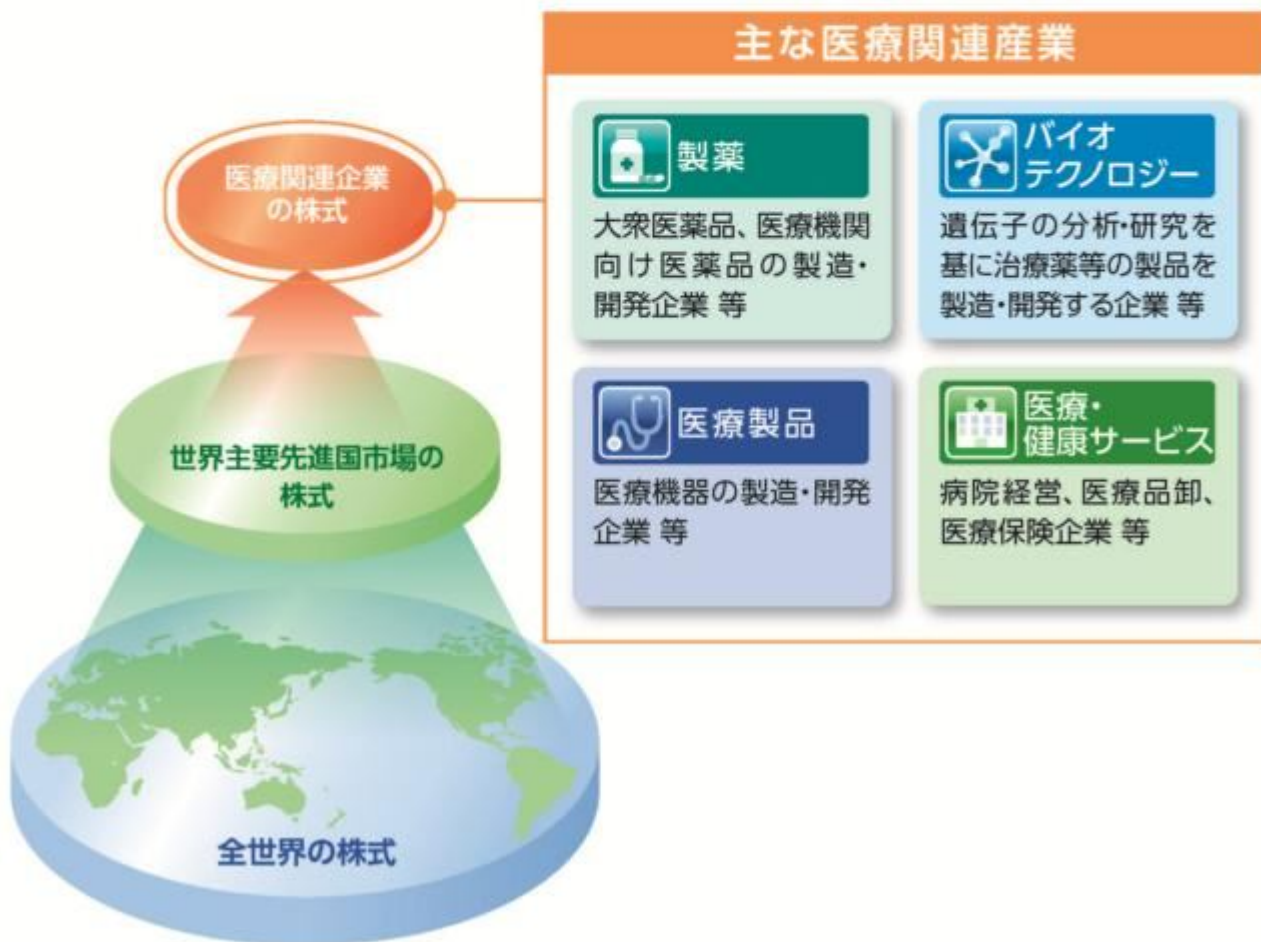 主な医療関連産業
医療関連企業
の株式
世界主要先進国市場の
株式
全世界の株式
製薬
大衆医薬品、医療機関
向け医薬品の製造・
開発企業 等
バイオ
テクノロジー
遺伝子の分析・研究を
基に治療薬等の製品を
製造・開発する企業 等
医療製品
医療機器の製造・開発
企業 等
医療・
健康サービス
病院経営、医療品卸、
医療保険企業 等